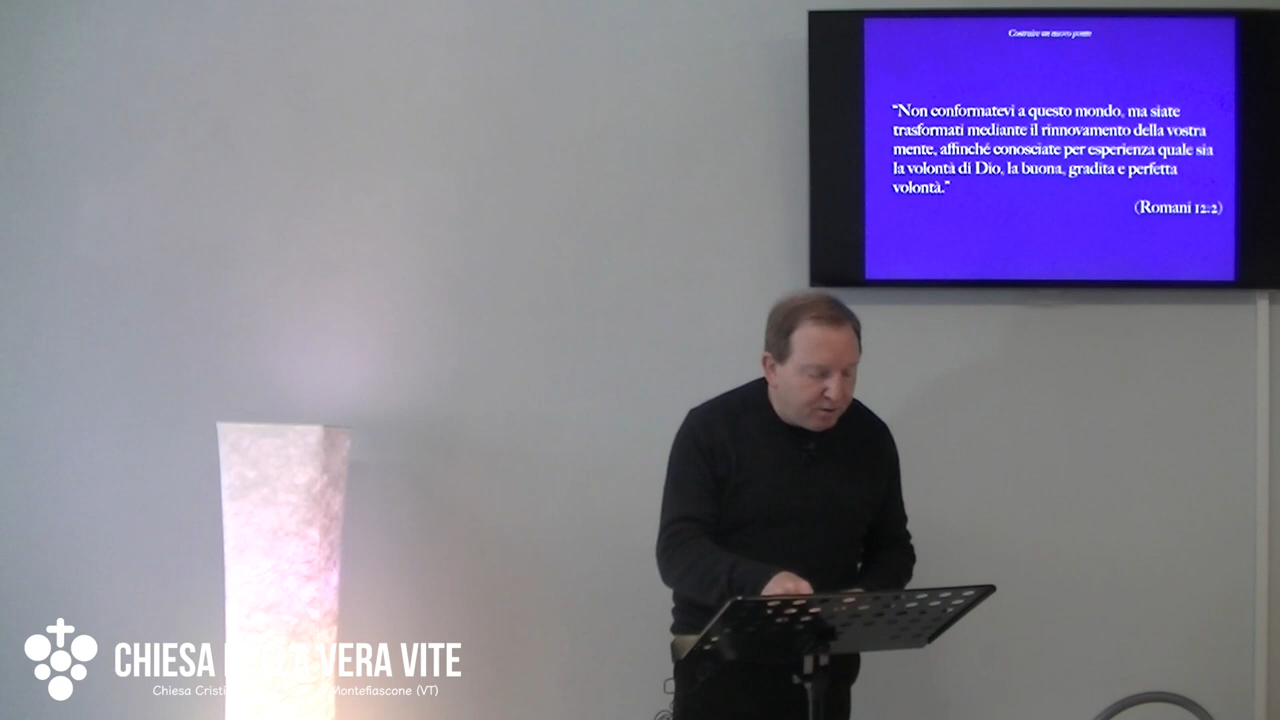 Costruire un nuovo ponte
“Non conformatevi a questo mondo, ma siate
trasformati mediante il rinnovamento della vostra
mente, affinché conosciate per esperienza quale sia
la volontà di Dio, la buona, gradita e perfetta
volontà.”
(Romani 12:2)
CHIESA VERA VITE
Chiesa Montefiascone (VT)